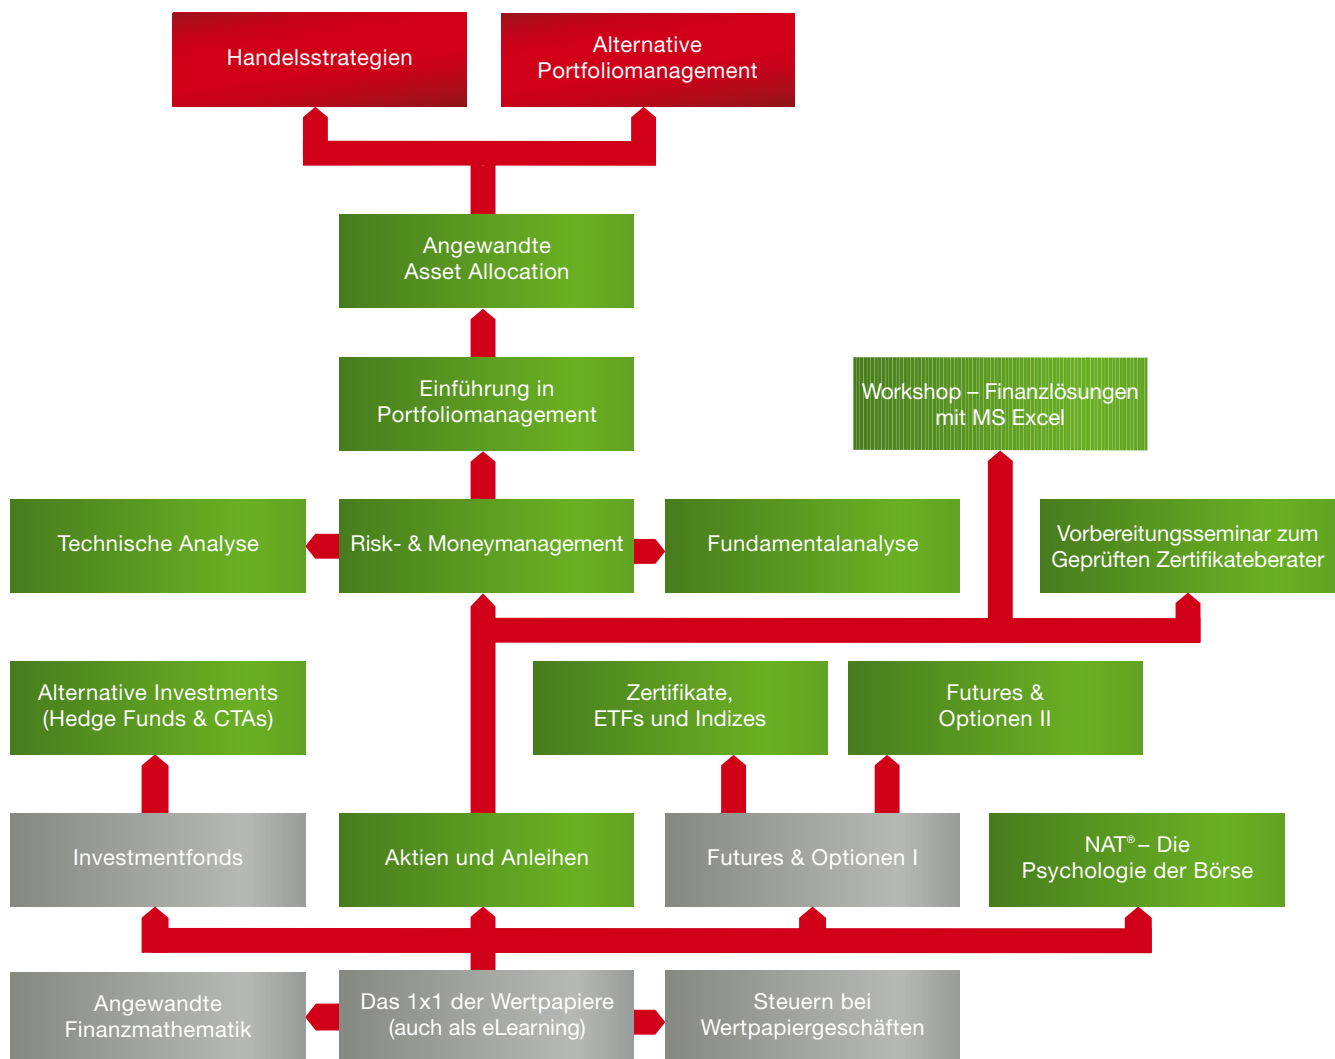 Handelsstrategien
Alternative
Portfoliomanagement
Angewandte
Asset Allocation
Einführung in
Portfoliomanagement
Workshop – Finanzlösungen
mit MS Excel
Technische Analyse
Risk- & Moneymanagement
Fundamentalanalyse
Vorbereitungsseminar zum
Geprüften Zertifikateberater
Alternative Investments
(Hedge Funds & CTAs)
Zertifikate,
ETFs und Indizes
Futures &
Optionen II
Investmentfonds
Aktien und Anleihen
Futures & Optionen I
NAT® – Die
Psychologie der Börse
Angewandte
Finanzmathematik
Das 1x1 der Wertpapiere
(auch als eLearning)
Steuern bei
Wertpapiergeschäften